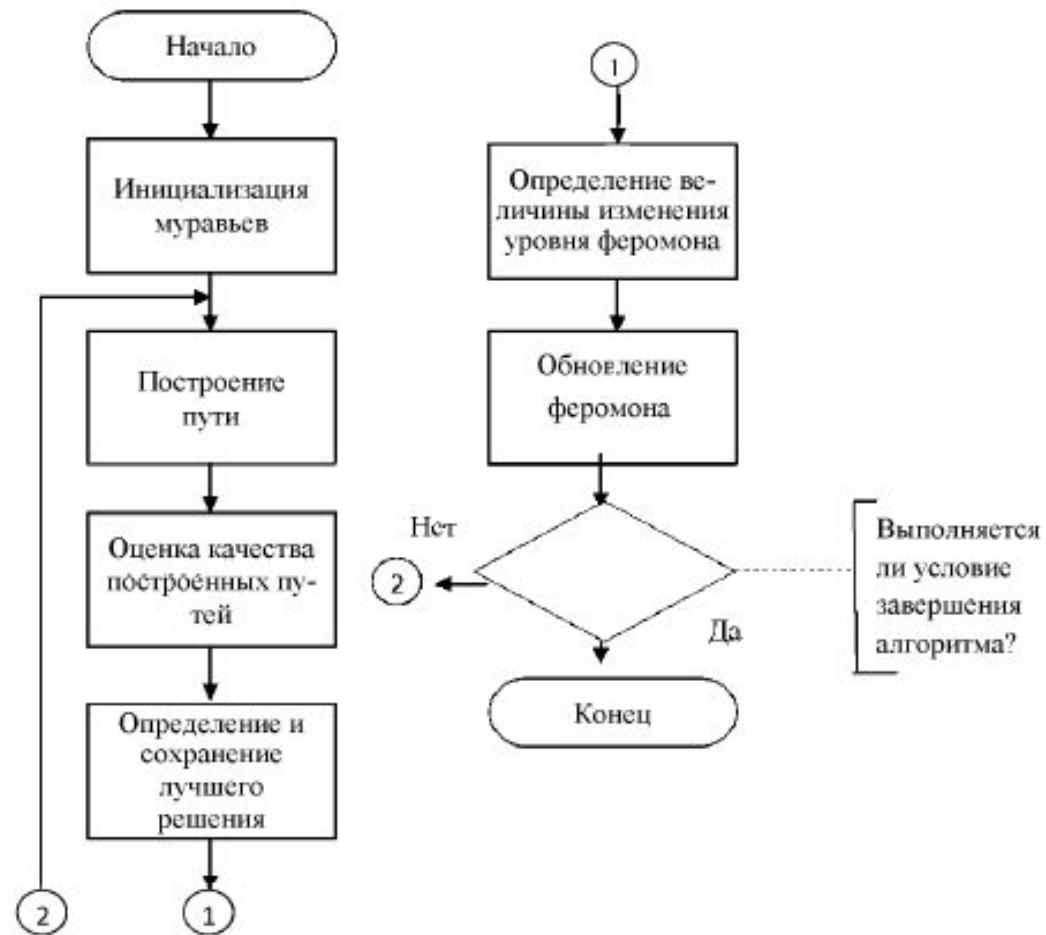 Начало
Инициализация
муравьев
Построение
пути
Оценка качества
построенных пу-
тей
Определение и
сохранение
лучшего
решения
2
1
1
Определение ве-
личины изменения
уровня феромона
Обновление
феромона
Нет
2
Да
Выполняется
ли условие
завершения
алгоритма?
Конец